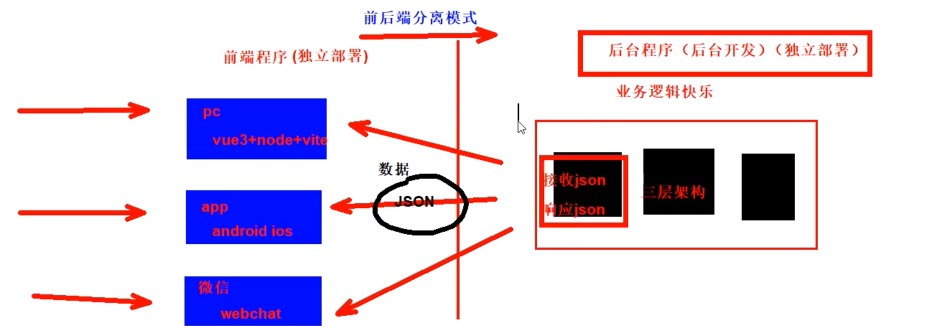 前后端分离模式
前端程序 (独立部署)
后台程序（后台开发）（独立部署）
业务逻辑快乐
pc
vue3+node+vite
数据
JSON
接收json
响应json
三层架构
app
android ios
微信
webchat